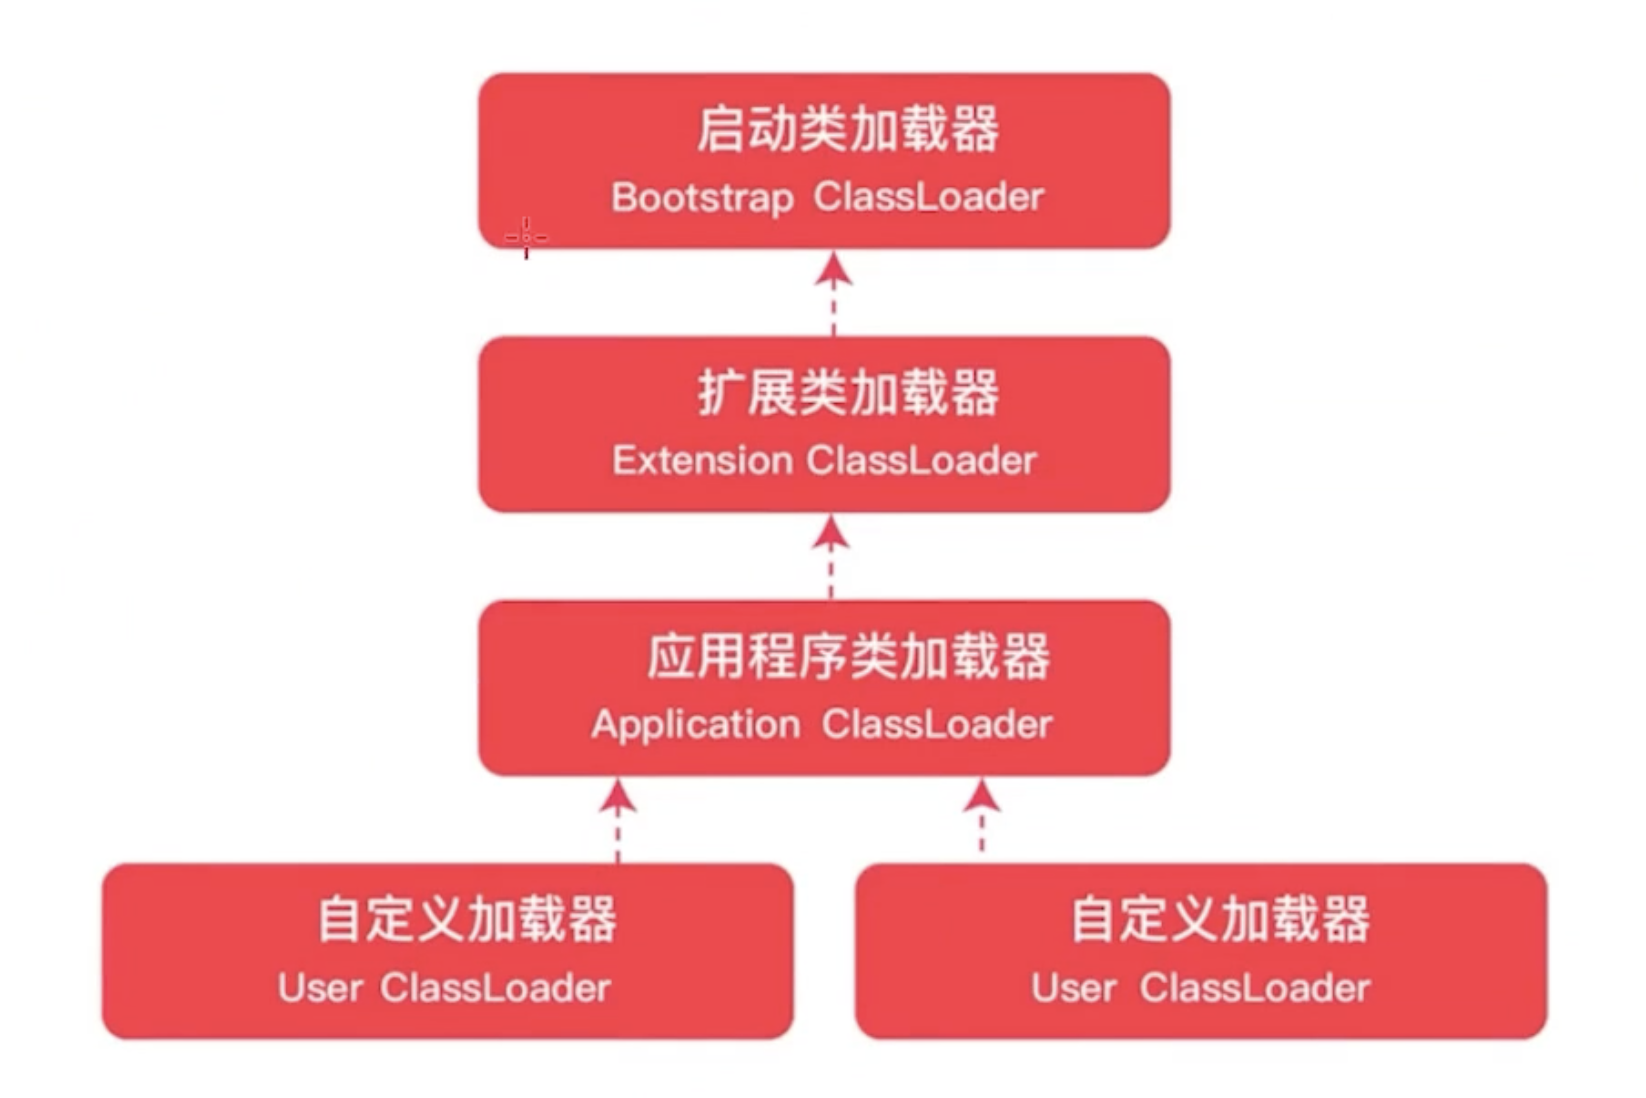 启动类加载器
Bootstrap ClassLoader
扩展类加载器
Extension ClassLoader
应用程序类加载器
Application ClassLoader
自定义加载器
User ClassLoader
自定义加载器
User ClassLoader